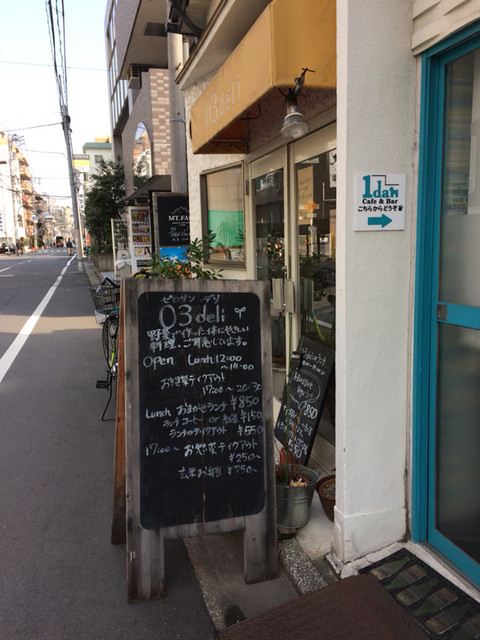 03deli
1dan
Cafe & Bar
こちらからどうぞ
MT.FA
ゼロサン デリ
03deli
野菜で作った体にやさしい
料理、ご用意しています。
Open Lunch 12:00
~14:00
お惣菜テイクアウト
17:00~20:30
Lunch おまかせランチ ¥850
ランチコーヒー or 紅茶 ¥150
ランチのテイクアウト ¥550
17:00~ お惣菜テイクアウト
¥250~
玄米お弁当 ¥750~